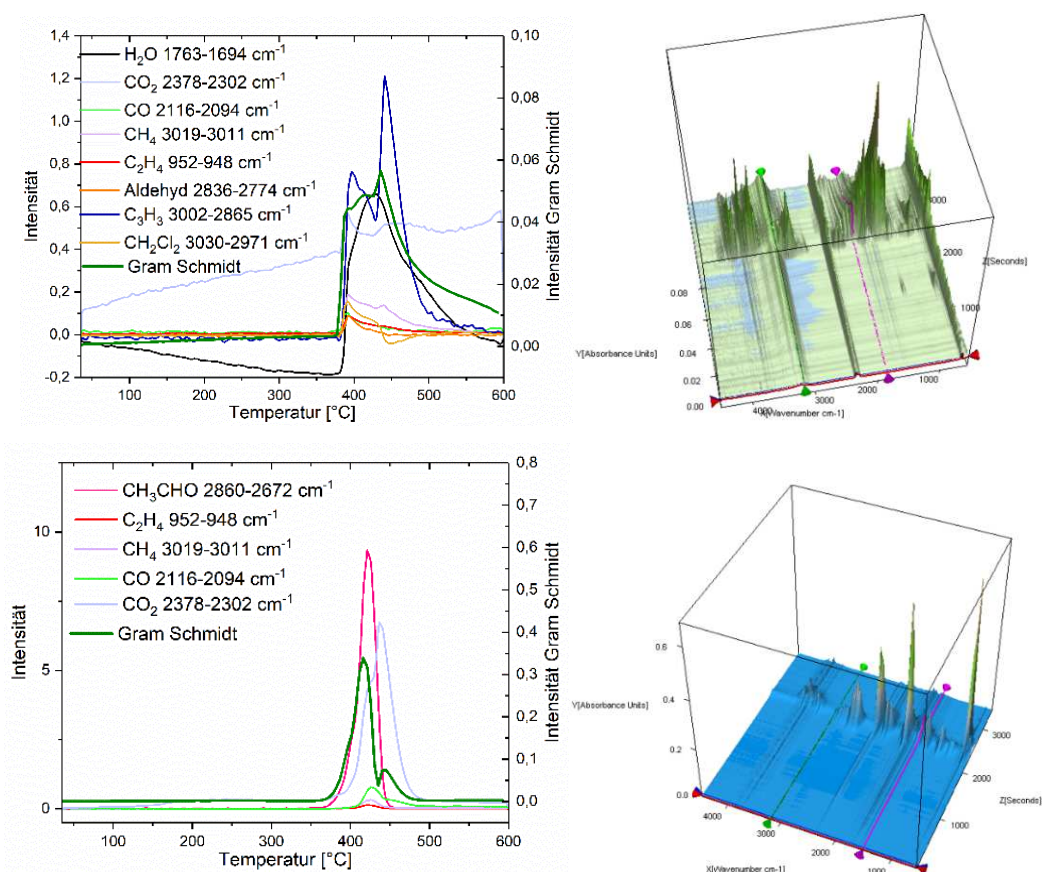 1,4
1,2
1,0
0,8
0,6
0,4
0,2
0,0
-0,2
Intensität
H₂O 1763-1694 cm⁻¹
CO₂ 2378-2302 cm⁻¹
CO 2116-2094 cm⁻¹
CH₄ 3019-3011 cm⁻¹
C₂H₄ 952-948 cm⁻¹
Aldehyd 2836-2774 cm⁻¹
C₃H₃ 3002-2865 cm⁻¹
CH₂Cl₂ 3030-2971 cm⁻¹
Gram Schmidt
0,10
0,08
0,06
0,04
0,02
0,00
Intensität Gram Schmidt
100 200 300 400 500 600
Temperatur [°C]
0.08
0.06
0.04
0.02
0.00
Y[Absorbance Units]
4000 3000 2000 1000
[Wavenumber cm-1]
4000
2000
1000
Z[Seconds]
10
5
0
Intensität
CH₃CHO 2860-2672 cm⁻¹
C₂H₄ 952-948 cm⁻¹
CH₄ 3019-3011 cm⁻¹
CO 2116-2094 cm⁻¹
CO₂ 2378-2302 cm⁻¹
Gram Schmidt
0,8
0,7
0,6
0,5
0,4
0,3
0,2
0,1
0,0
Intensität Gram Schmidt
100 200 300 400 500 600
Temperatur [°C]
0.6
0.4
0.2
0.0
Y[Absorbance Units]
4000 3000 2000 1000
X[Wavenumber cm-1]
3000
2000
1000
Z[Seconds]